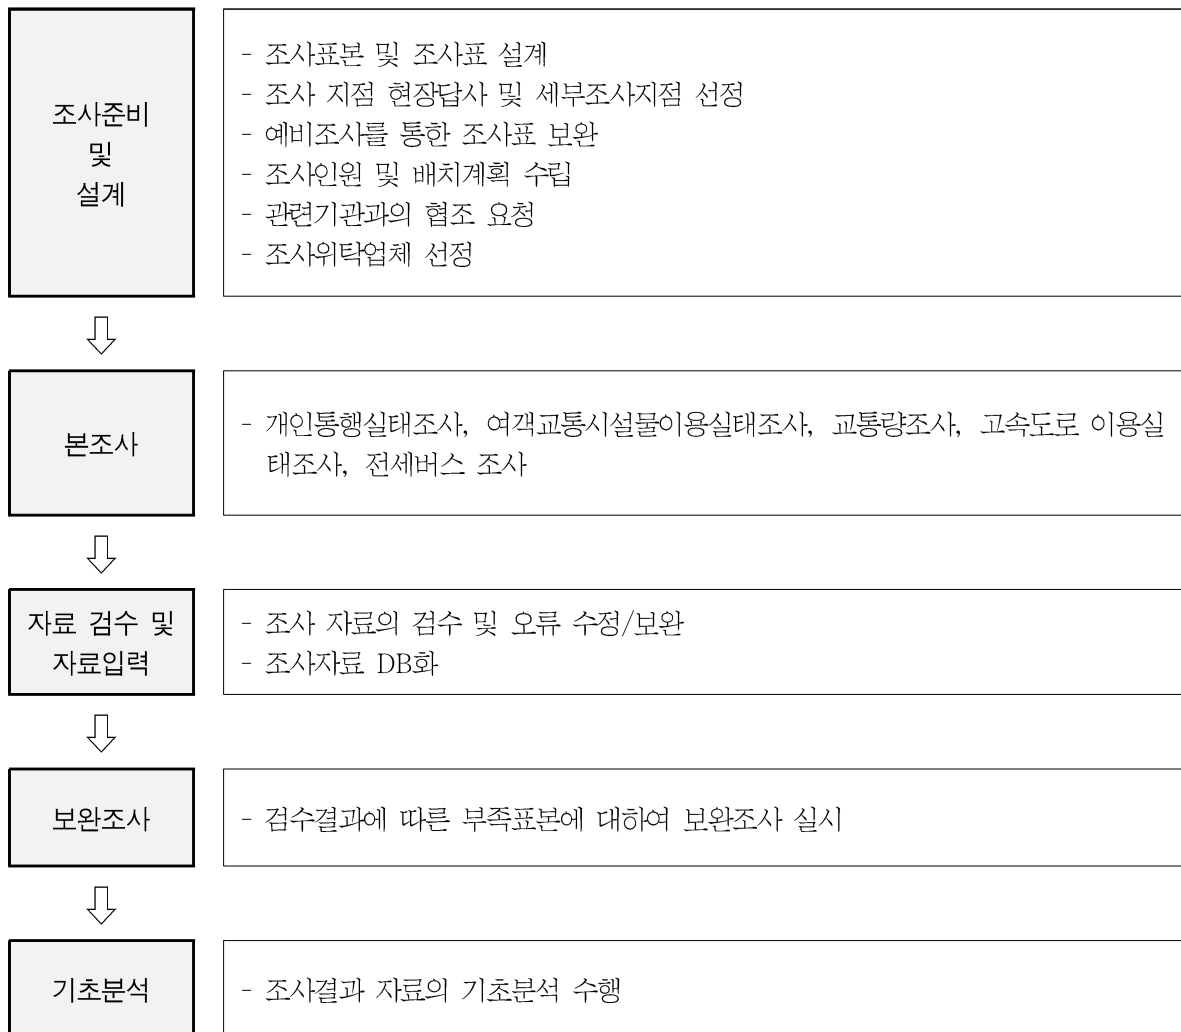 조사준비
및
설계
- 조사표본 및 조사표 설계
- 조사 지점 현장답사 및 세부조사지점 선정
- 예비조사를 통한 조사표 보완
- 조사인원 및 배치계획 수립
- 관련기관과의 협조 요청
- 조사위탁업체 선정
본조사
- 개인통행실태조사, 여객교통시설물이용실태조사, 교통량조사, 고속도로 이용실
태조사, 전세버스 조사
자료 검수 및
자료입력
- 조사 자료의 검수 및 오류 수정/보완
- 조사자료 DB화
보완조사
- 검수결과에 따른 부족표본에 대하여 보완조사 실시
기초분석
- 조사결과 자료의 기초분석 수행